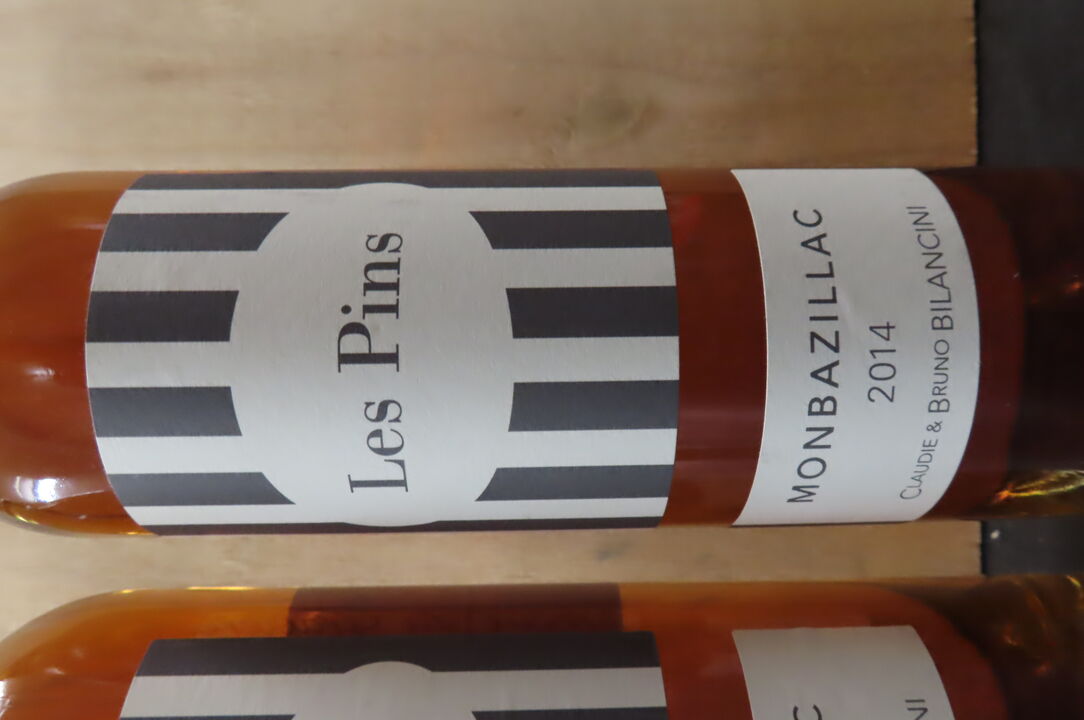 Les Pins
MONBAZILLAC
2014
CLAUDIE & BRUNO BILANCINI